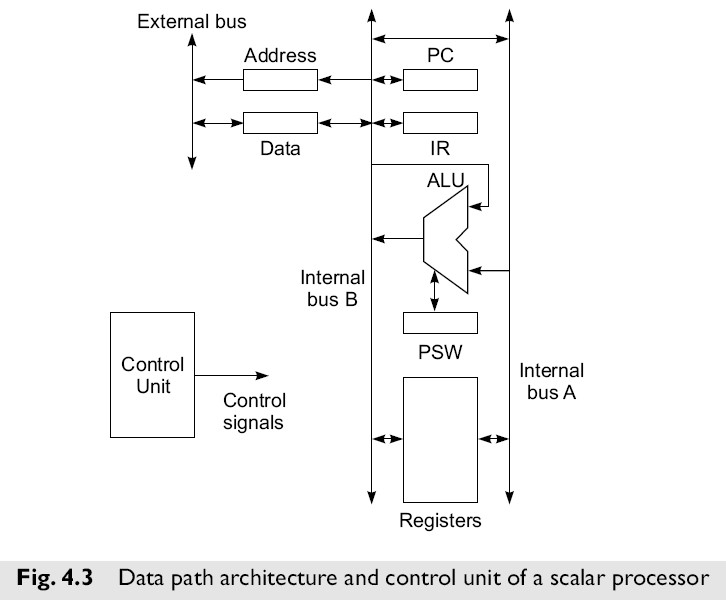 External bus
Address
PC
Data
IR
ALU
Internal
bus B
PSW
Control
Unit
Control
signals
Internal
bus A
Registers
Fig. 4.3 Data path architecture and control unit of a scalar processor